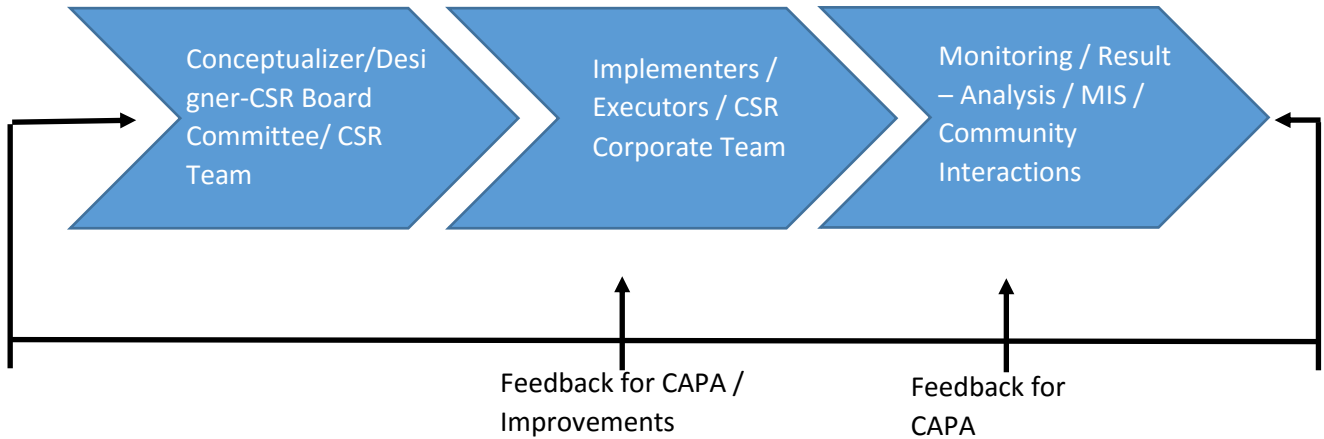 Conceptualizer/Desi
gner-CSR Board
Committee/ CSR
Team
Implementers /
Executors / CSR
Corporate Team
Monitoring / Result
– Analysis / MIS /
Community
Interactions
Feedback for CAPA /
Improvements
Feedback for
CAPA